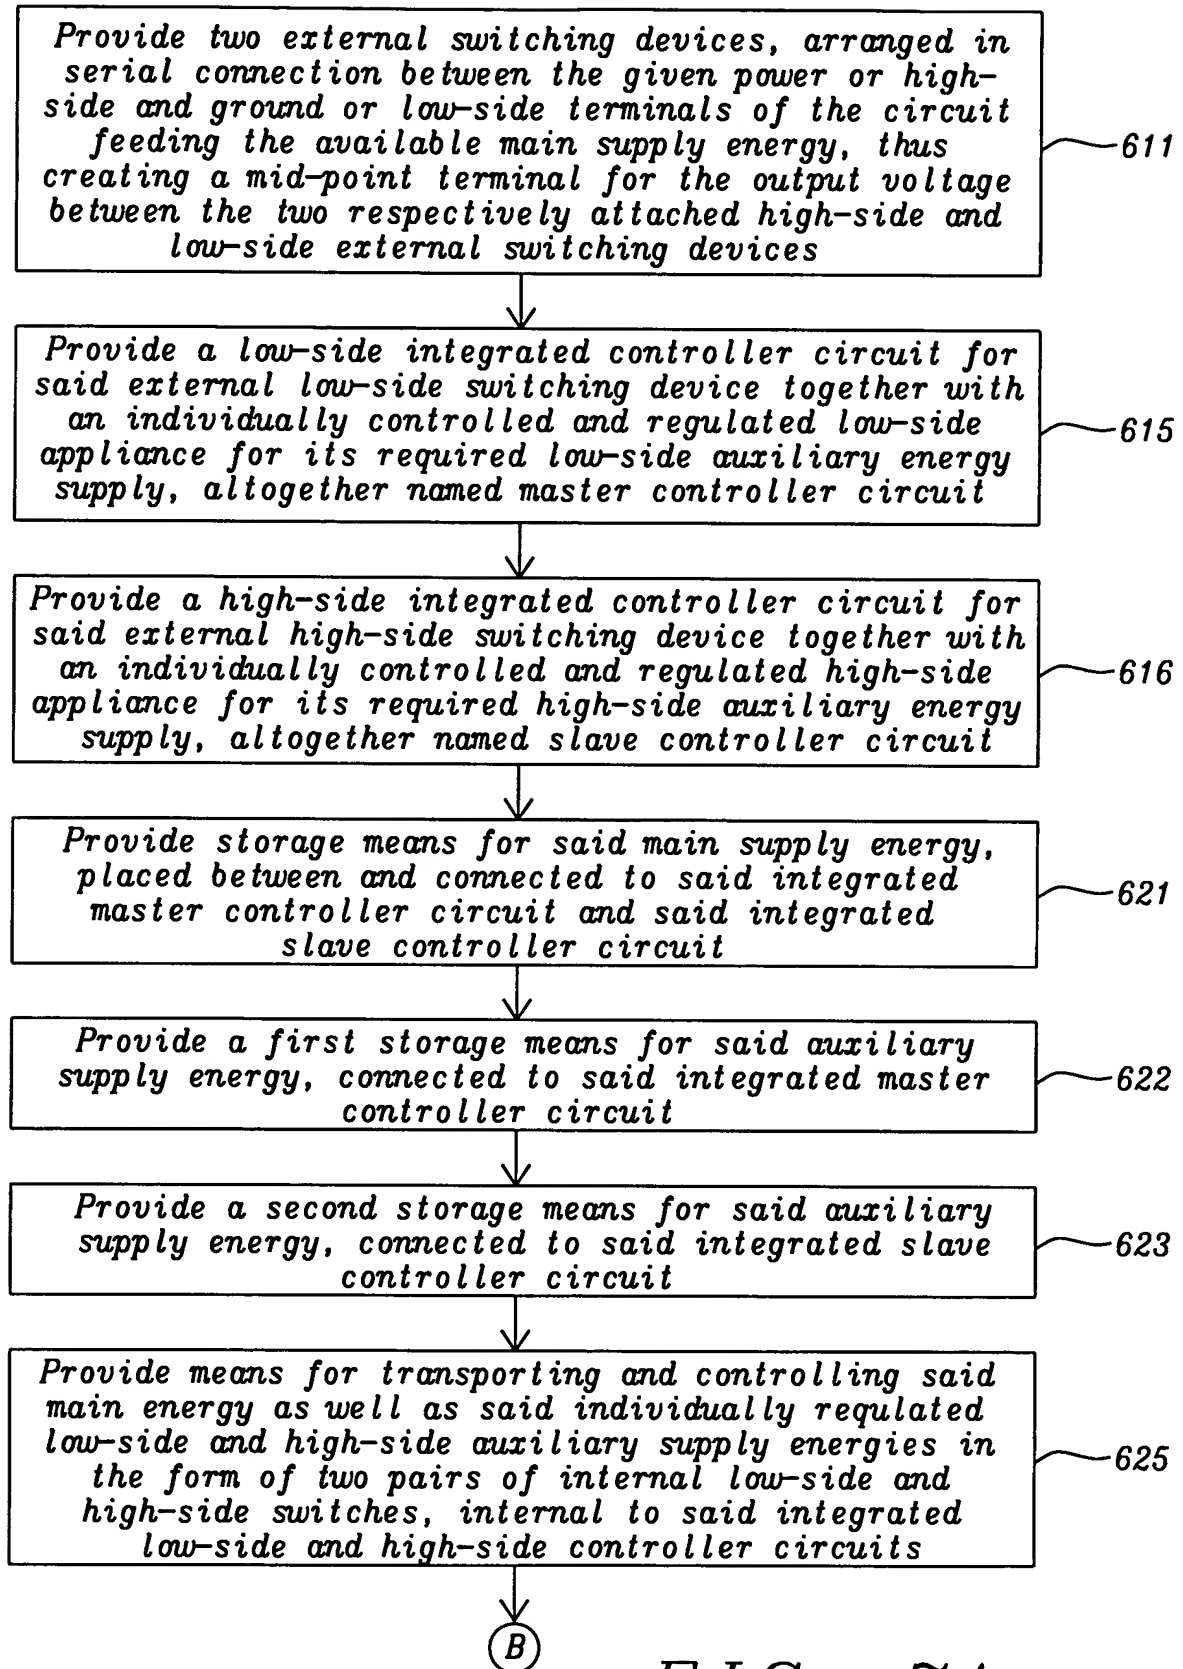 Provide two external switching devices, arranged in
serial connection between the given power or high-
side and ground or low-side terminals of the circuit
feeding the available main supply energy, thus
creating a mid-point terminal for the output voltage
between the two respectively attached high-side and
low-side external switching devices
611
Provide a low-side integrated controller circuit for
said external low-side switching device together with
an individually controlled and regulated low-side
appliance for its required low-side auxiliary energy
supply, altogether named master controller circuit
615
Provide a high-side integrated controller circuit for
said external high-side switching device together with
an individually controlled and regulated high-side
appliance for its required high-side auxiliary energy
supply, altogether named slave controller circuit
616
Provide storage means for said main supply energy,
placed between and connected to said integrated
master controller circuit and said integrated
slave controller circuit
621
Provide a first storage means for said auxiliary
supply energy, connected to said integrated master
controller circuit
622
Provide a second storage means for said auxiliary
supply energy, connected to said integrated slave
controller circuit
623
Provide means for transporting and controlling said
main energy as well as said individually requlated
low-side and high-side auxiliary supply energies in
the form of two pairs of internal low-side and
high-side switches, internal to said integrated
low-side and high-side controller circuits
625
B